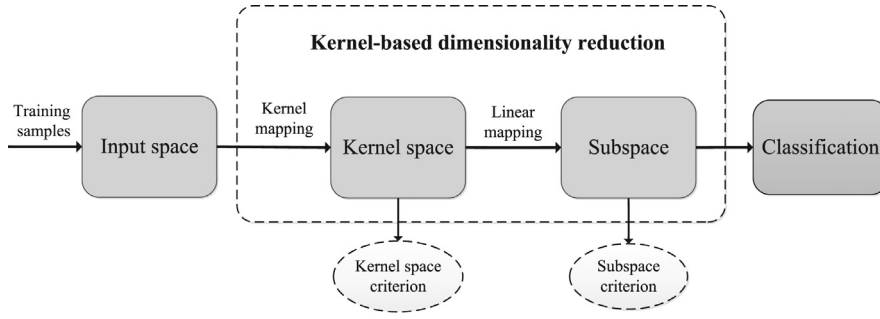 Kernel-based dimensionality reduction
Training
samples
Input space
Kernel
mapping
Kernel space
Linear
mapping
Subspace
Classification
Kernel space
criterion
Subspace
criterion